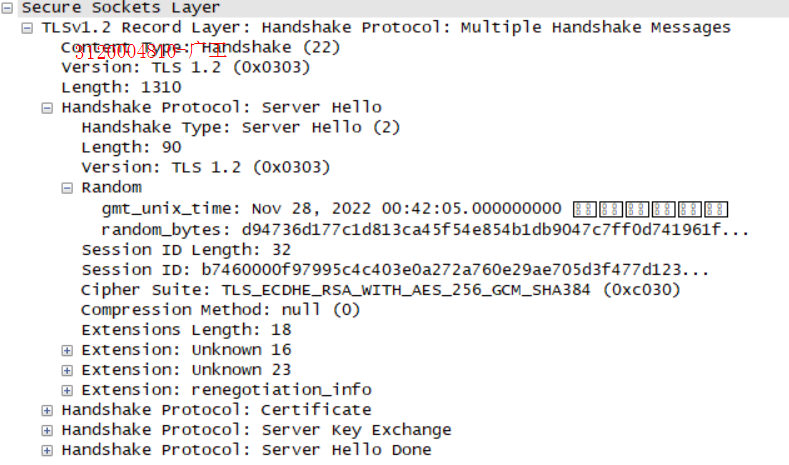 Secure Sockets Layer
TLSv1.2 Record Layer: Handshake Protocol: Multiple Handshake Messages
Content Type: Handshake (22)
3120004810 广工
Version: TLS 1.2 (0x0303)
Length: 1310
Handshake Protocol: Server Hello
Handshake Type: Server Hello (2)
Length: 90
Version: TLS 1.2 (0x0303)
Random
gmt_unix_time: Nov 28, 2022 00:42:05.000000000
random_bytes: d94736d177c1d813ca45f54e854b1db9047c7ff0d741961f...
Session ID Length: 32
Session ID: b7460000f97995c4c403e0a272a760e29ae705d3f477d123...
Cipher Suite: TLS_ECDHE_RSA_WITH_AES_256_GCM_SHA384 (0xc030)
Compression Method: null (0)
Extensions Length: 18
Extension: Unknown 16
Extension: Unknown 23
Extension: renegotiation_info
Handshake Protocol: Certificate
Handshake Protocol: Server Key Exchange
Handshake Protocol: Server Hello Done